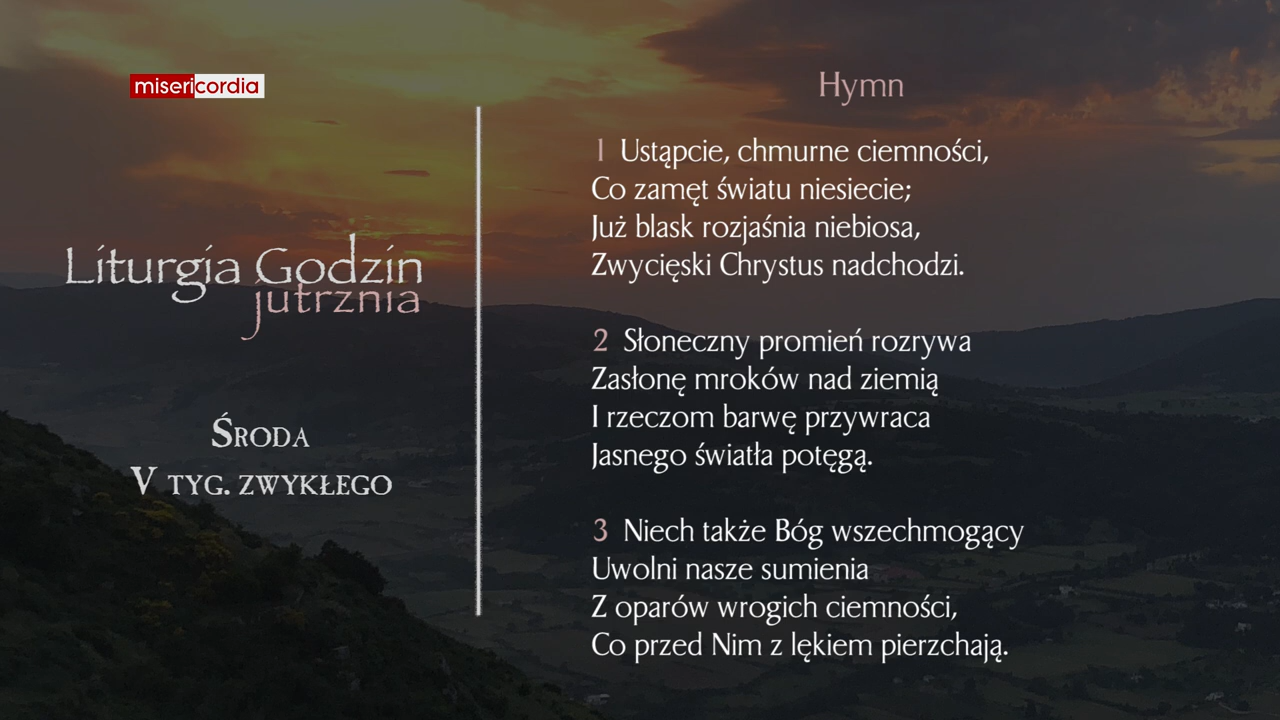 misericordia
Liturgia Godzin
jutrznia
Środa
V tyg. zwykłego
Hymn
1 Ustąpcie, chmurne ciemności,
Co zamęt światu niesiecie;
Już blask rozjaśnia niebiosa,
Zwycięski Chrystus nadchodzi.
2 Słoneczny promień rozrywa
Zasłonę mroków nad ziemią
I rzeczom barwę przywraca
Jasnego światła potęgą.
3 Niech także Bóg wszechmogący
Uwolni nasze sumienia
Z oparów wrogich ciemności,
Co przed Nim z lękiem pierzchają.